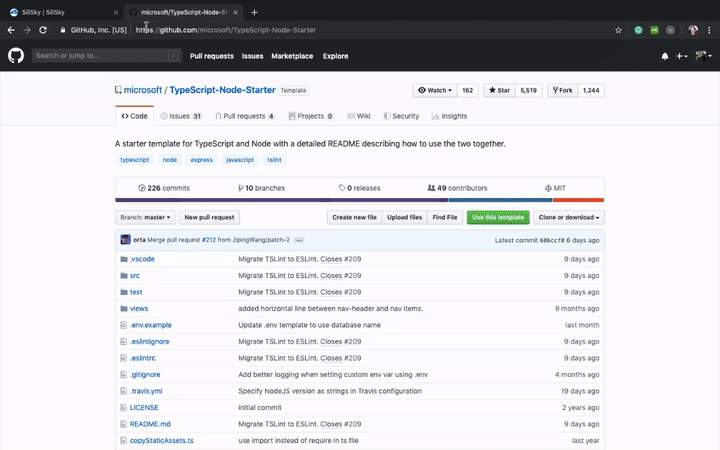 SiliSky | SiliSky
microsoft/TypeScript-Node-St
GitHub, Inc. [US]
https://github.com/microsoft/TypeScript-Node-Starter
Search or jump to...
/
Pull requests
Issues
Marketplace
Explore
microsoft / TypeScript-Node-Starter
Template
Watch
162
Star
5,519
Fork
1,244
Code
Issues 31
Pull requests 4
Projects 0
Wiki
Security
Insights
A starter template for TypeScript and Node with a detailed README describing how to use the two together.
typescript
node
express
javascript
tslint
226 commits
10 branches
0 releases
49 contributors
MIT
Branch: master
New pull request
Create new file
Upload files
Find File
Use this template
Clone or download
orta Merge pull request #212 from JipingWang/patch-2
Latest commit 606ccf0 6 days ago
.vscode
Migrate TSLint to ESLint. Closes #209
9 days ago
src
Migrate TSLint to ESLint. Closes #209
9 days ago
test
Migrate TSLint to ESLint. Closes #209
9 days ago
views
added horizontal line between nav-header and nav items.
9 months ago
.env.example
Update .env template to use database name
last month
.eslintignore
Migrate TSLint to ESLint. Closes #209
9 days ago
.eslintrc
Migrate TSLint to ESLint. Closes #209
9 days ago
.gitignore
Add better logging when setting custom env var using .env
4 months ago
.travis.yml
Specify NodeJS version as strings in Travis configuration
19 days ago
LICENSE
Initial commit
2 years ago
README.md
Migrate TSLint to ESLint. Closes #209
9 days ago
copyStaticAssets.ts
use import instead of require in ts file
last year